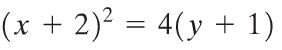 (x + 2)² = 4(y + 1)